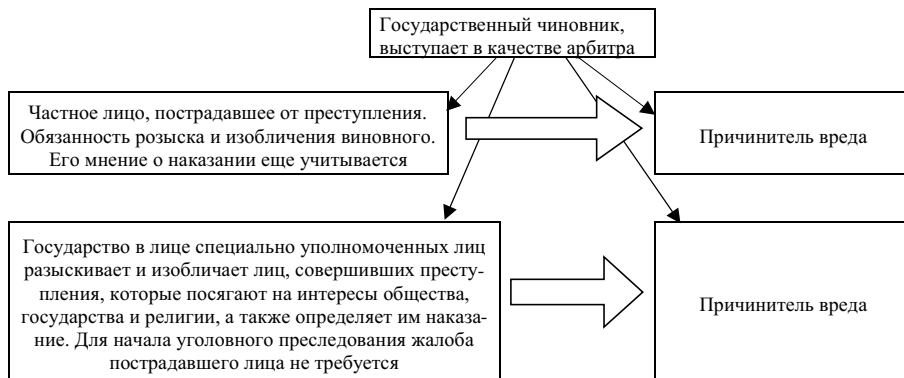 Государственный чиновник,
выступает в качестве арбитра
Частное лицо, пострадавшее от преступления.
Обязанность розыска и изобличения виновного.
Его мнение о наказании еще учитывается
Причинитель вреда
Государство в лице специально уполномоченных лиц
разыскивает и изобличает лиц, совершивших престу-
пления, которые посягают на интересы общества,
государства и религии, а также определяет им наказа-
ние. Для начала уголовного преследования жалоба
пострадавшего лица не требуется
Причинитель вреда